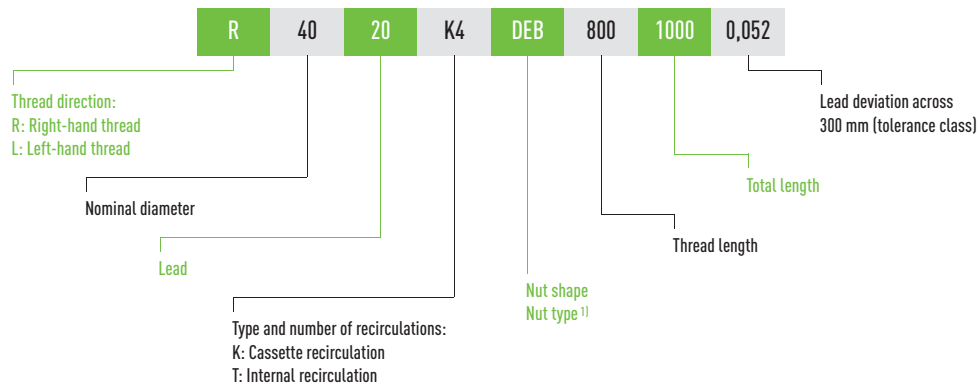 R 40 20 K4 DEB 800 1000 0,052
Thread direction:
R: Right-hand thread
L: Left-hand thread
Lead deviation across
300 mm (tolerance class)
Total length
Nominal diameter
Thread length
Lead
Nut shape
Nut type 1)
Type and number of recirculations:
K: Cassette recirculation
T: Internal recirculation